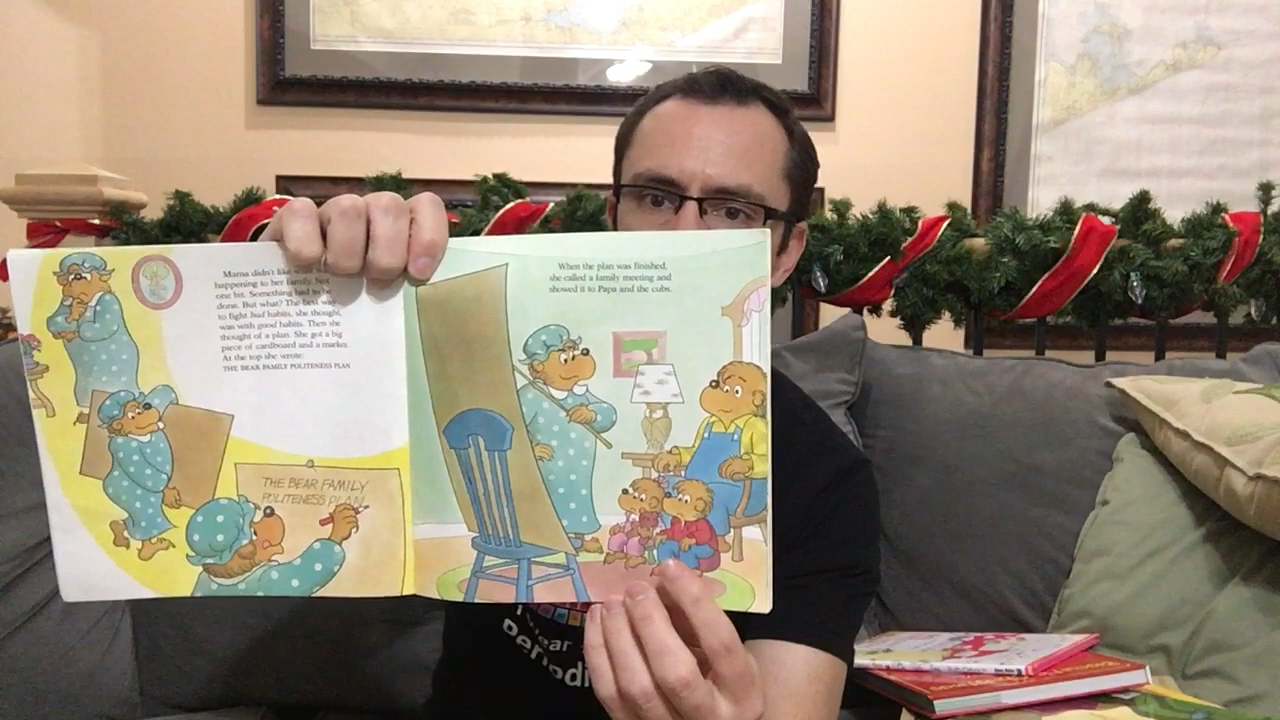 Mama didn't like
happening to her family. Not
one bit. Something had to be
done. But what? The best way
to fight bad habits, she thought,
was with good habits. Then she
thought of a plan. She got a big
piece of cardboard and a marker.
At the top she wrote:
THE BEAR FAMILY POLITENESS PLAN
THE BEAR FAMILY
POLITENESS PLAN
When the plan was finished,
she called a family meeting and
showed it to Papa and the cubs.
I wear
Periodi